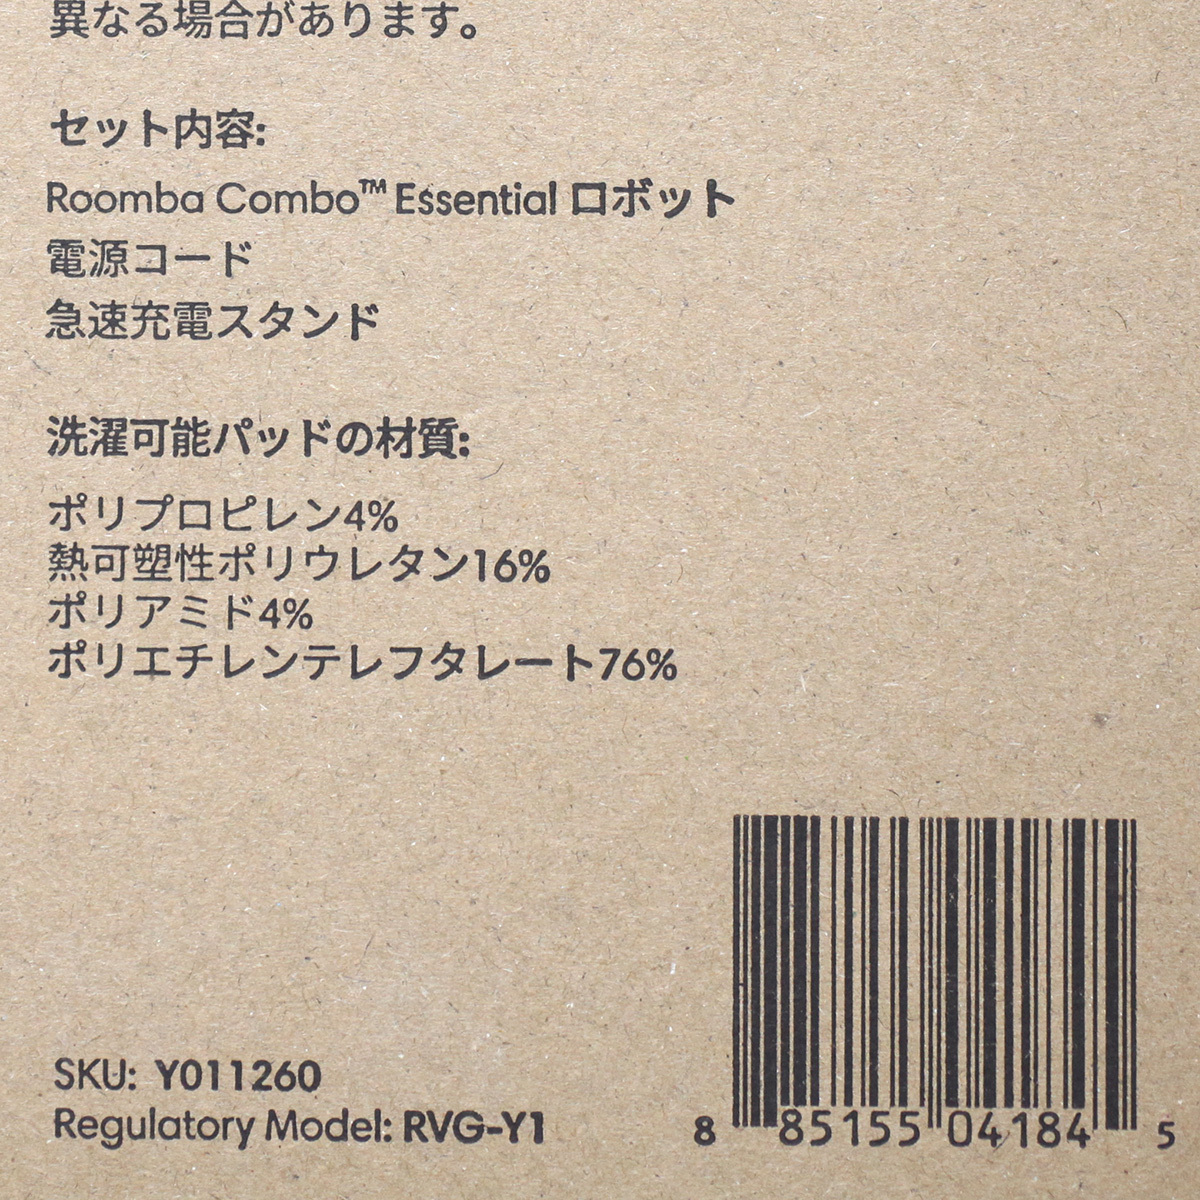 異なる場合があります。
セット内容:
Roomba Combo™ Essential ロボット
電源コード
急速充電スタンド
洗濯可能パッドの材質:
ポリプロピレン4%
熱可塑性ポリウレタン16%
ポリアミド4%
ポリエチレンテレフタレート76%
SKU: Y011260
Regulatory Model: RVG-Y1
8 85155 04184 5